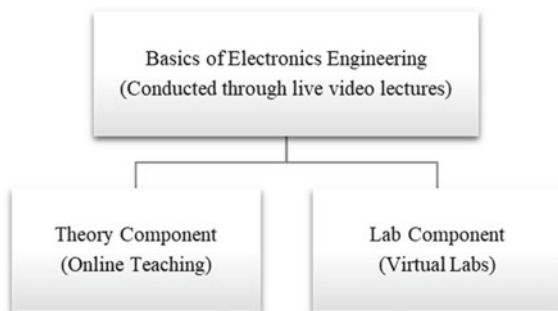 Basics of Electronics Engineering
(Conducted through live video lectures)
Theory Component
(Online Teaching)
Lab Component
(Virtual Labs)